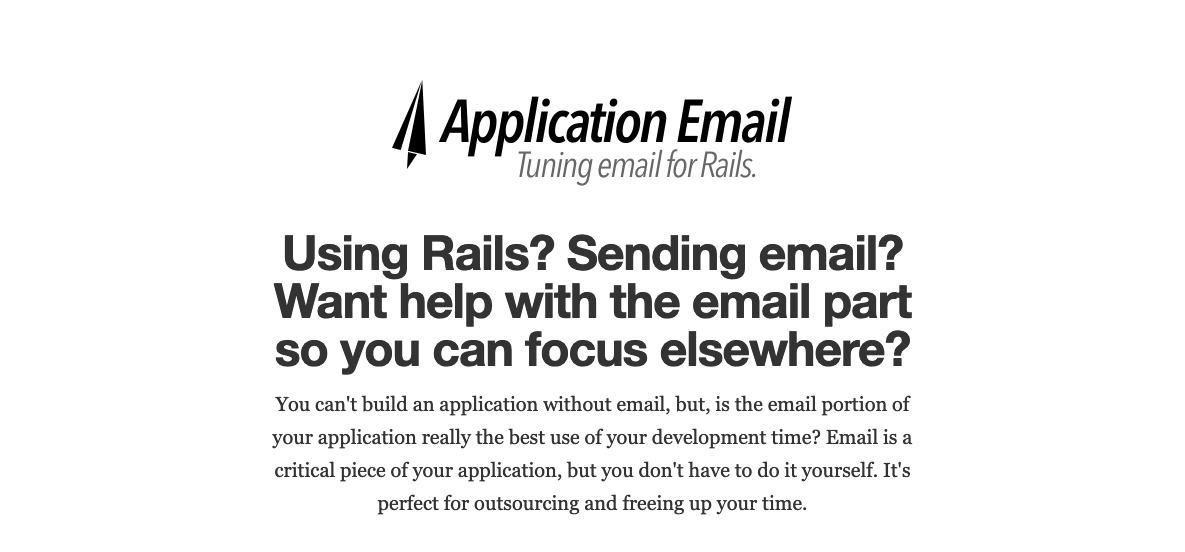 Application Email
Tuning email for Rails.
Using Rails? Sending email?
Want help with the email part
so you can focus elsewhere?
You can't build an application without email, but, is the email portion of
your application really the best use of your development time? Email is a
critical piece of your application, but you don't have to do it yourself. It's
perfect for outsourcing and freeing up your time.